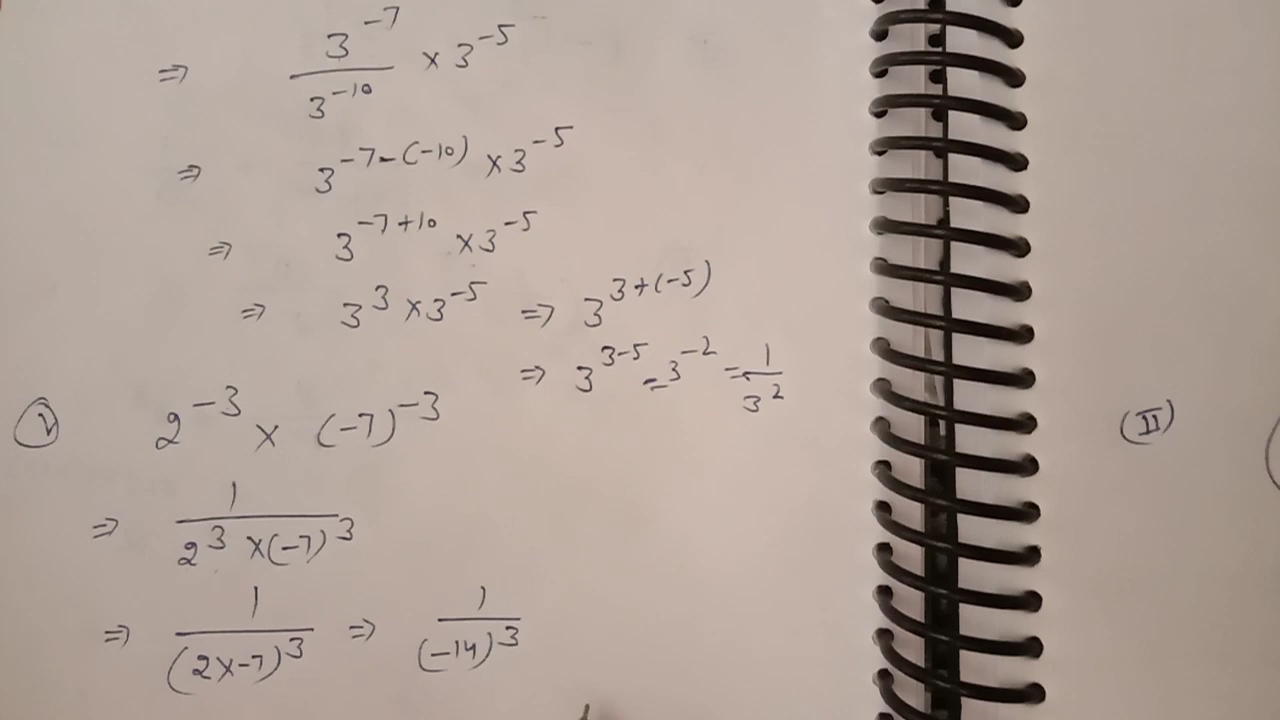 ⇒ 3^-7 / 3^-10 × 3^-5
⇒ 3^-7-(-10) × 3^-5
⇒ 3^-7+10 × 3^-5
⇒ 3^3 × 3^-5 ⇒ 3^3+(-5)
⇒ 3^3-5 = 3^-2 = 1 / 3^2
(V) 2^-3 × (-7)^-3
⇒ 1 / 2^3 × (-7)^3
⇒ 1 / (2×-7)^3 ⇒ 1 / (-14)^3
(II)